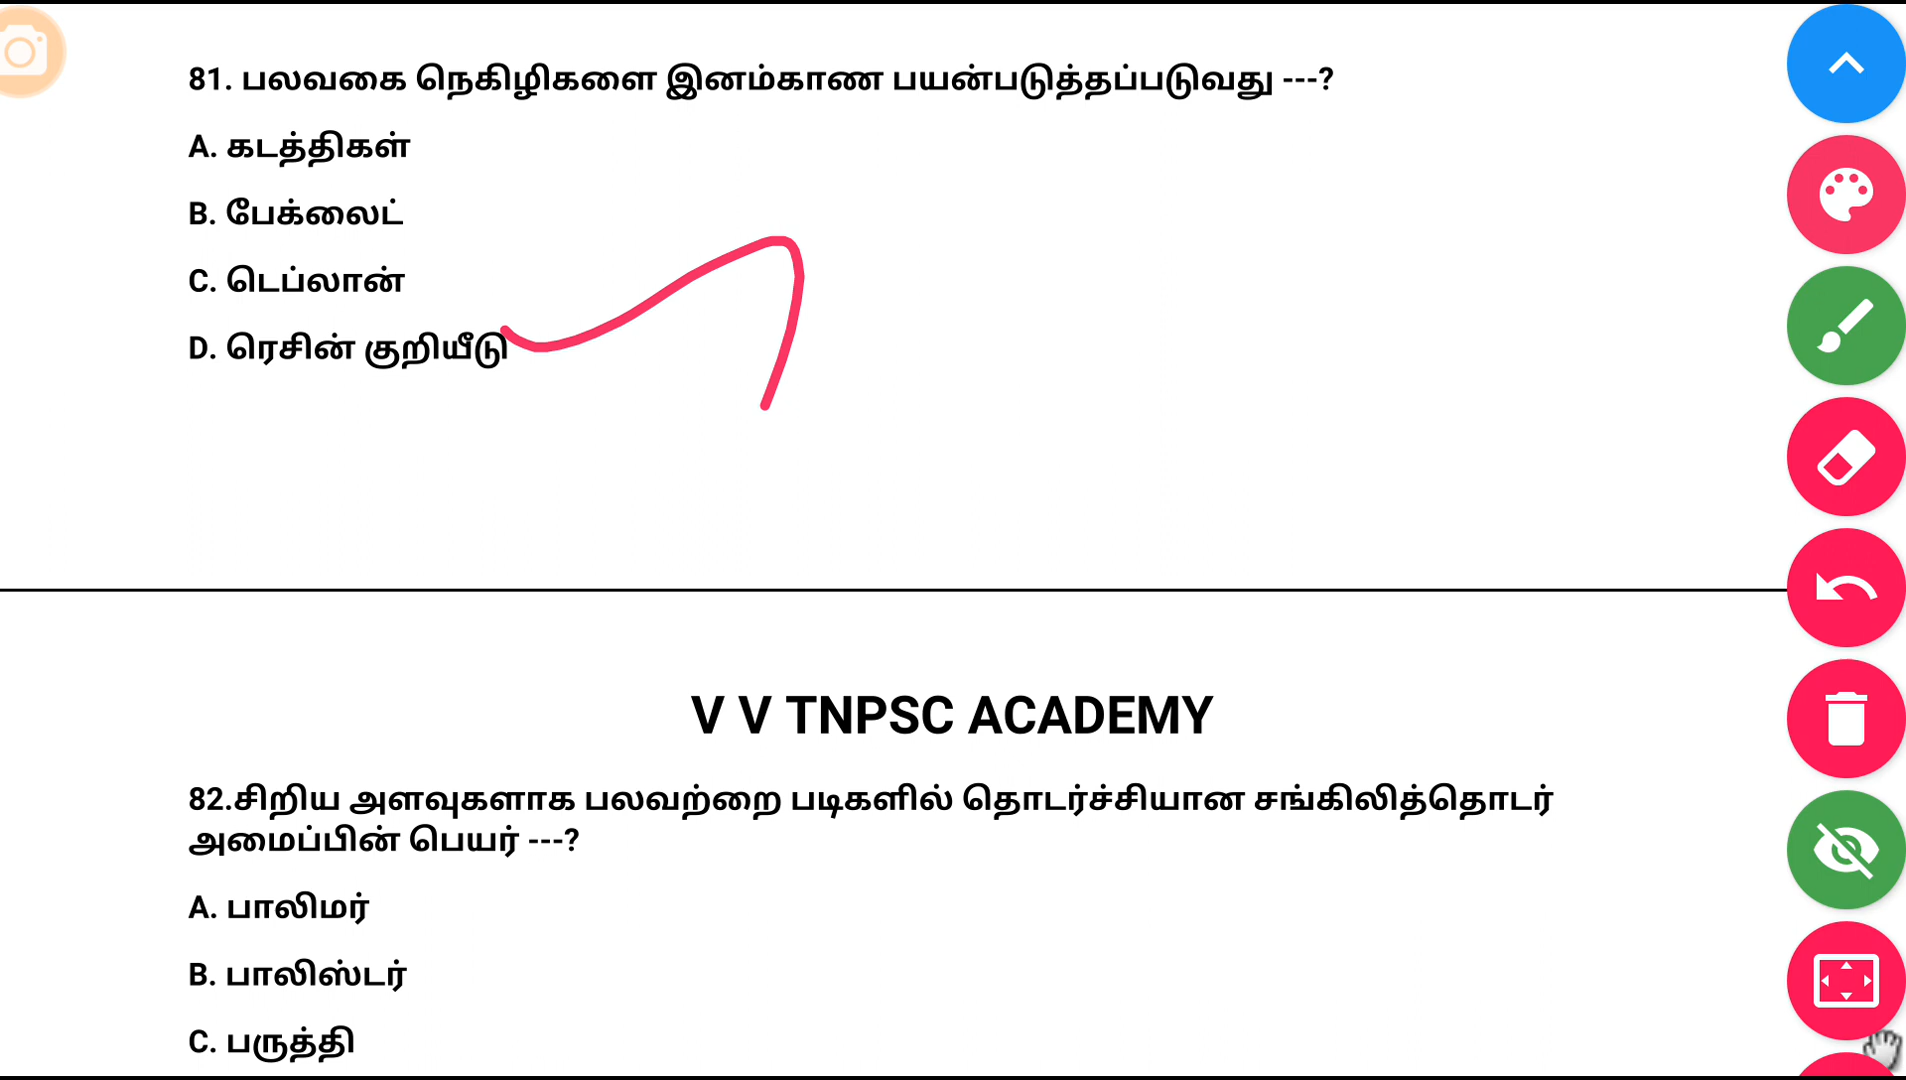 81. பலவகை நெகிழிகளை இனம்காண பயன்படுத்தப்படுவது ---?
A. கடத்திகள்
B. பேக்லைட்
C. டெப்லான்
D. ரெசின் குறியீடு
V V TNPSC ACADEMY
82.சிறிய அளவுகளாக பலவற்றை படிகளில் தொடர்ச்சியான சங்கிலித்தொடர்
அமைப்பின் பெயர் ---?
A. பாலிமர்
B. பாலிஸ்டர்
C. பருத்தி